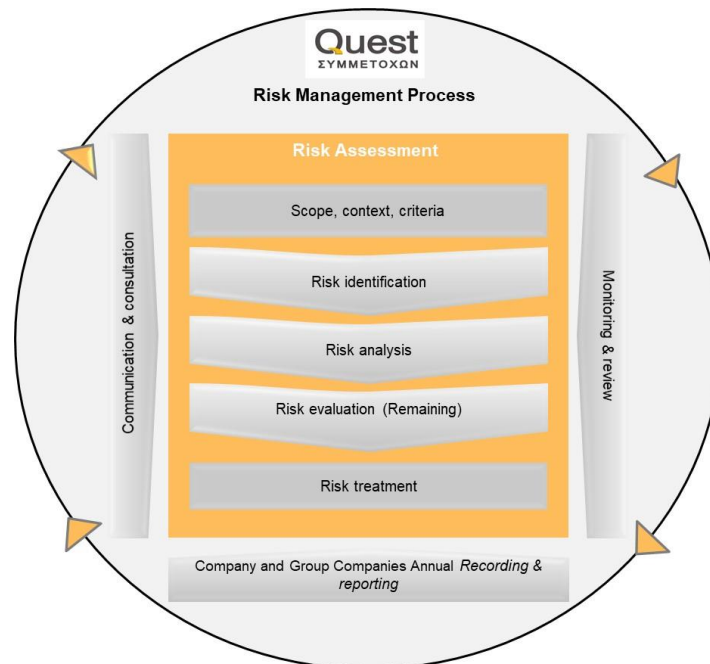 Quest
ΣΥΜΜΕΤΟΧΩΝ
Risk Management Process
Risk Assessment
Scope, context, criteria
Risk identification
Risk analysis
Risk evaluation (Remaining)
Risk treatment
Communication & consultation
Monitoring & review
Company and Group Companies Annual Recording &
reporting